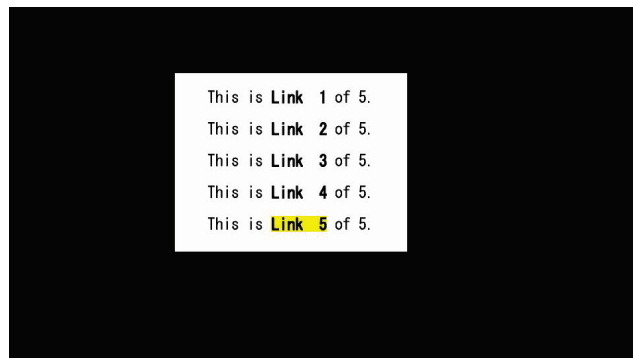 This is Link 1 of 5.
This is Link 2 of 5.
This is Link 3 of 5.
This is Link 4 of 5.
This is Link 5 of 5.